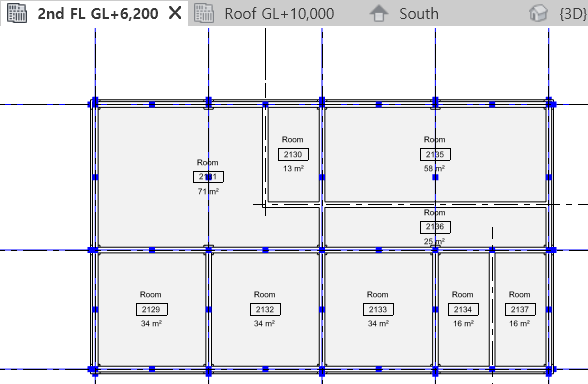 2nd FL GL+6,200 Roof GL+10,000 South {3D}
Room
2130
13 m²
Room
2135
58 m²
Room
71 m²
Room
2136
25 m²
Room
2129
34 m²
Room
2132
34 m²
Room
2133
34 m²
Room
2134
16 m²
Room
2137
16 m²